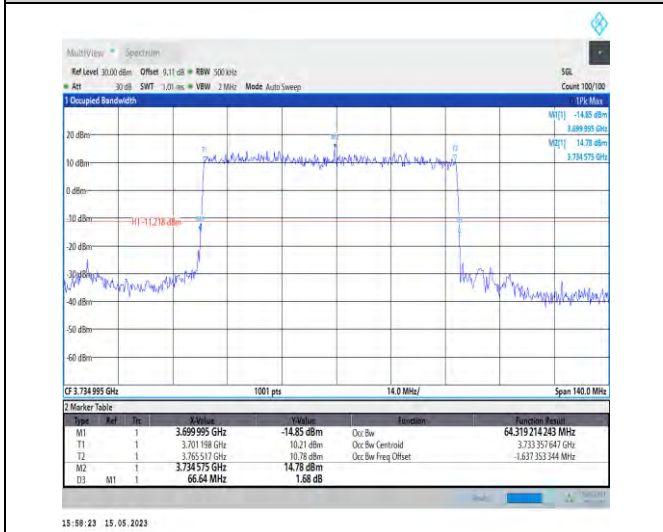 MultiView Spectrum
Ref Level 30.00 dBm Offset 9.11 dB RBW 500 kHz SGL
Att 30 dB SWT 1.01 ms VBW 2 MHz Mode Auto Sweep Count 100/100
1 Occupied Bandwidth 1Pk Max
M1[1] -14.85 dBm
3.699 995 GHz
M2[1] 14.78 dBm
3.734 575 GHz
20 dBm
T1 M2 T2
10 dBm
0 dBm
-10 dBm
H1 -11.218 dBm
-30 dBm
-40 dBm
-50 dBm
-60 dBm
CF 3.734 995 GHz 1001 pts 14.0 MHz/ Span 140.0 MHz
2 Marker Table
Type Ref Trc X-Value Y-Value Function Function Result
M1 1 3.699 995 GHz -14.85 dBm Occ Bw 64.319 214 243 MHz
T1 1 3.701 198 GHz 10.21 dBm Occ Bw Centroid 3.733 357 647 GHz
T2 1 3.765 517 GHz 10.78 dBm Occ Bw Freq Offset -1.637 353 344 MHz
M2 1 3.734 575 GHz 14.78 dBm
D3 M1 1 66.64 MHz 1.68 dB
15:58:23 15.05.2023